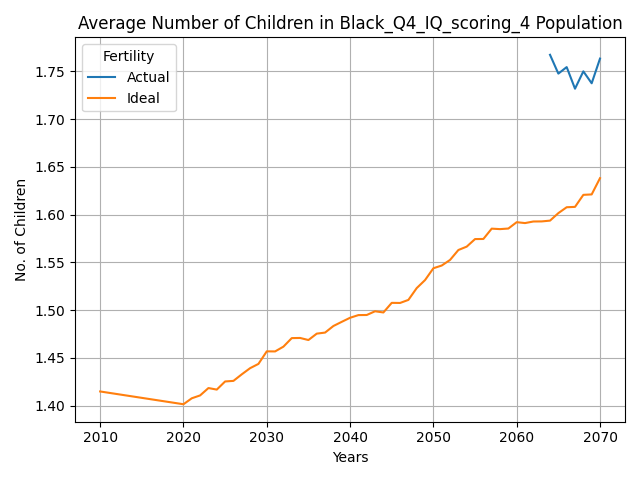 Average Number of Children in Black_Q4_IQ_scoring_4 Population
Fertility
Actual
Ideal
1.75
1.70
1.65
1.60
1.55
1.50
1.45
1.40
No. of Children
2010 2020 2030 2040 2050 2060 2070
Years